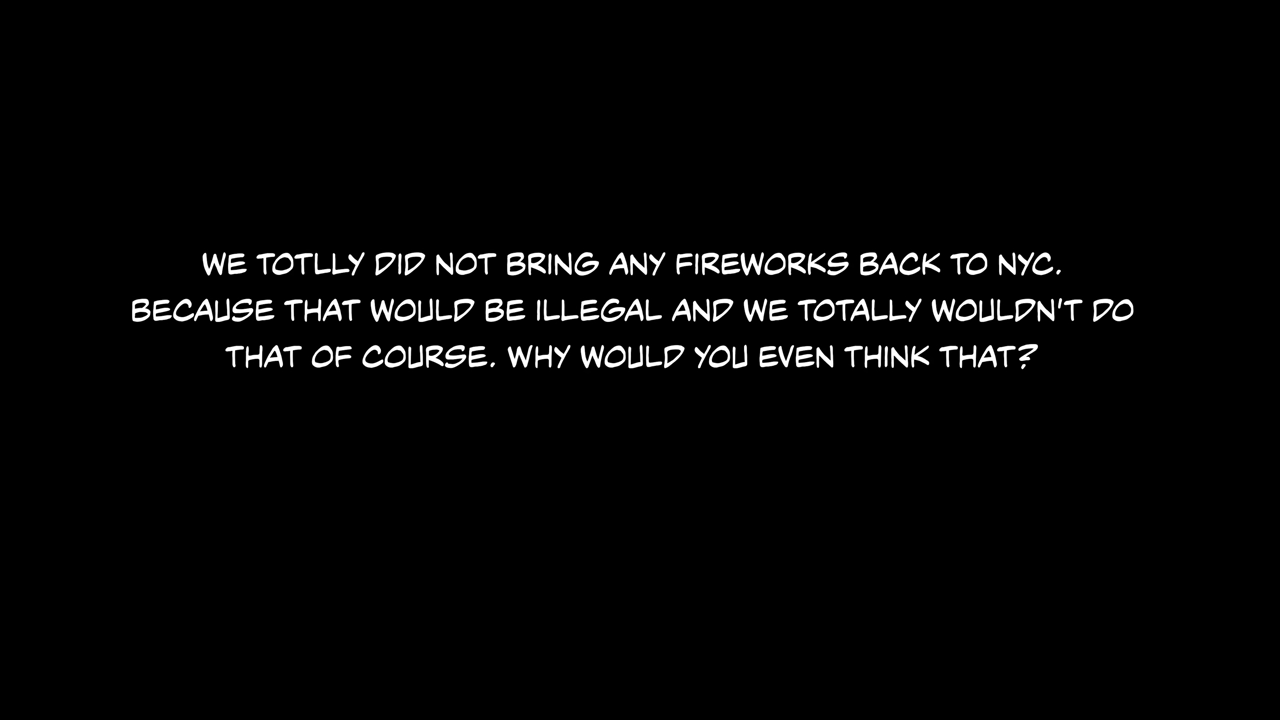 WE TOTLLY DID NOT BRING ANY FIREWORKS BACK TO NYC.
BECAUSE THAT WOULD BE ILLEGAL AND WE TOTALLY WOULDN'T DO
THAT OF COURSE. WHY WOULD YOU EVEN THINK THAT?